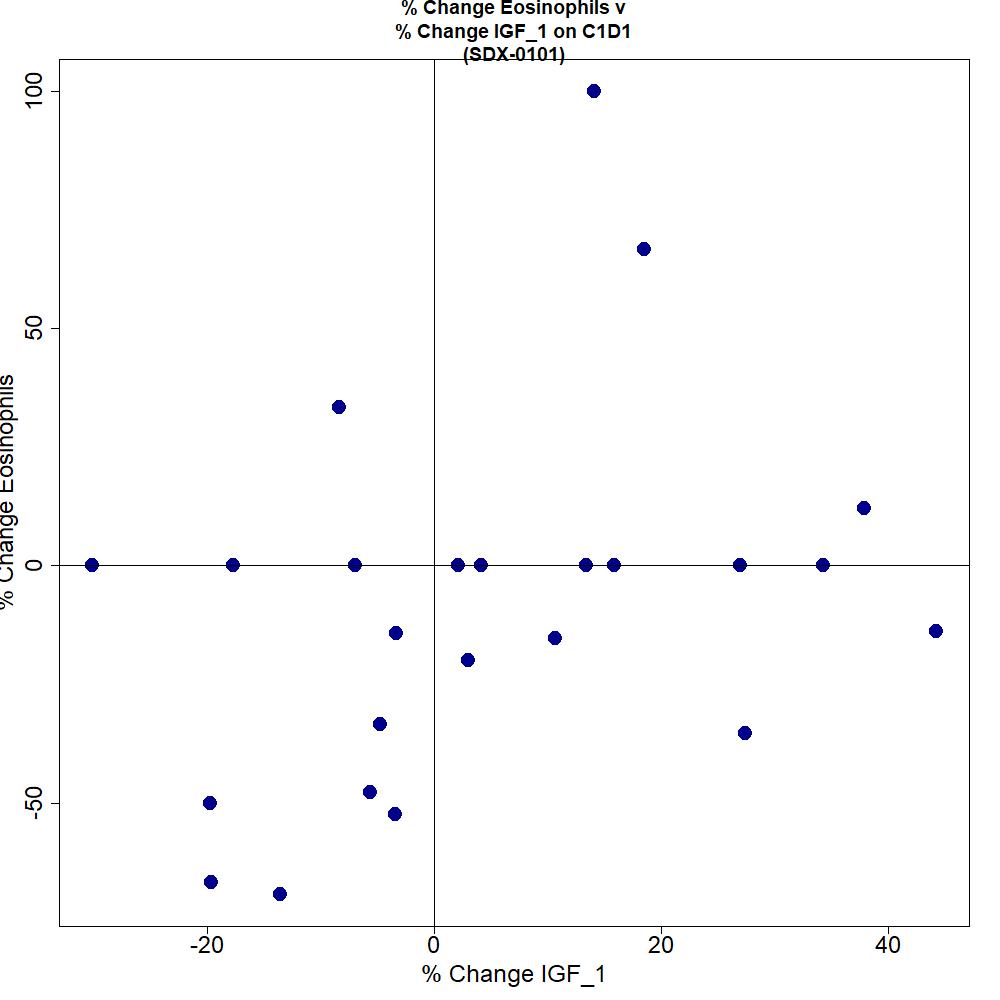 % Change Eosinophils v
% Change IGF_1 on C1D1
(SDX-0101)
100
50
0
-50
% Change Eosinophils
-20
0
20
40
% Change IGF_1